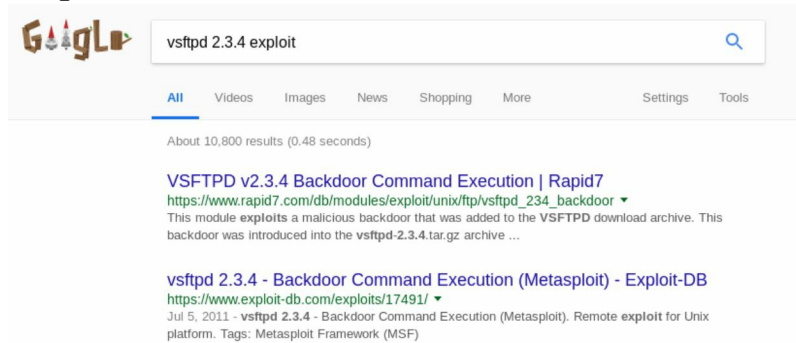 Google
vsftpd 2.3.4 exploit
All Videos Images News Shopping More Settings Tools
About 10,800 results (0.48 seconds)
VSFTPD v2.3.4 Backdoor Command Execution | Rapid7
https://www.rapid7.com/db/modules/exploit/unix/ftp/vsftpd_234_backdoor
This module exploits a malicious backdoor that was added to the VSFTPD download archive. This
backdoor was introduced into the vsftpd-2.3.4.tar.gz archive ...
vsftpd 2.3.4 - Backdoor Command Execution (Metasploit) - Exploit-DB
https://www.exploit-db.com/exploits/17491/
Jul 5, 2011 - vsftpd 2.3.4 - Backdoor Command Execution (Metasploit). Remote exploit for Unix
platform. Tags: Metasploit Framework (MSF)